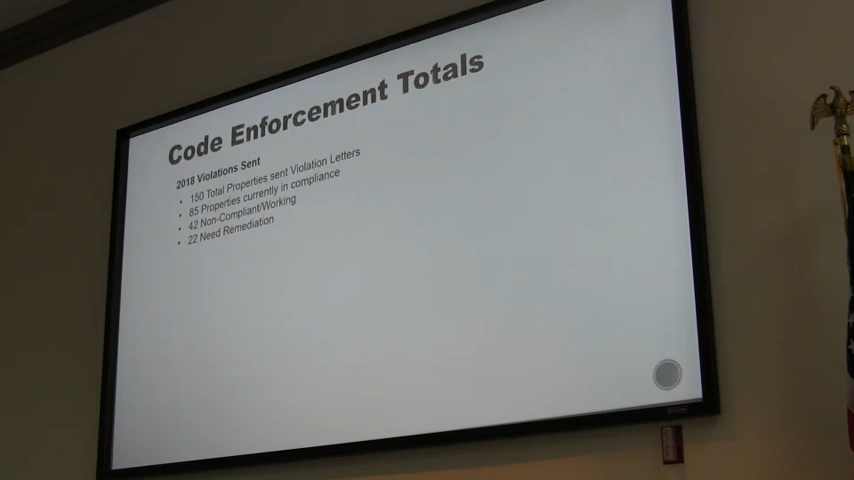 Code Enforcement Totals
2018 Violations Sent
• 150 Total Properties sent Violation Letters
• 85 Properties currently in compliance
• 42 Non-Compliant/Working
• 22 Need Remediation